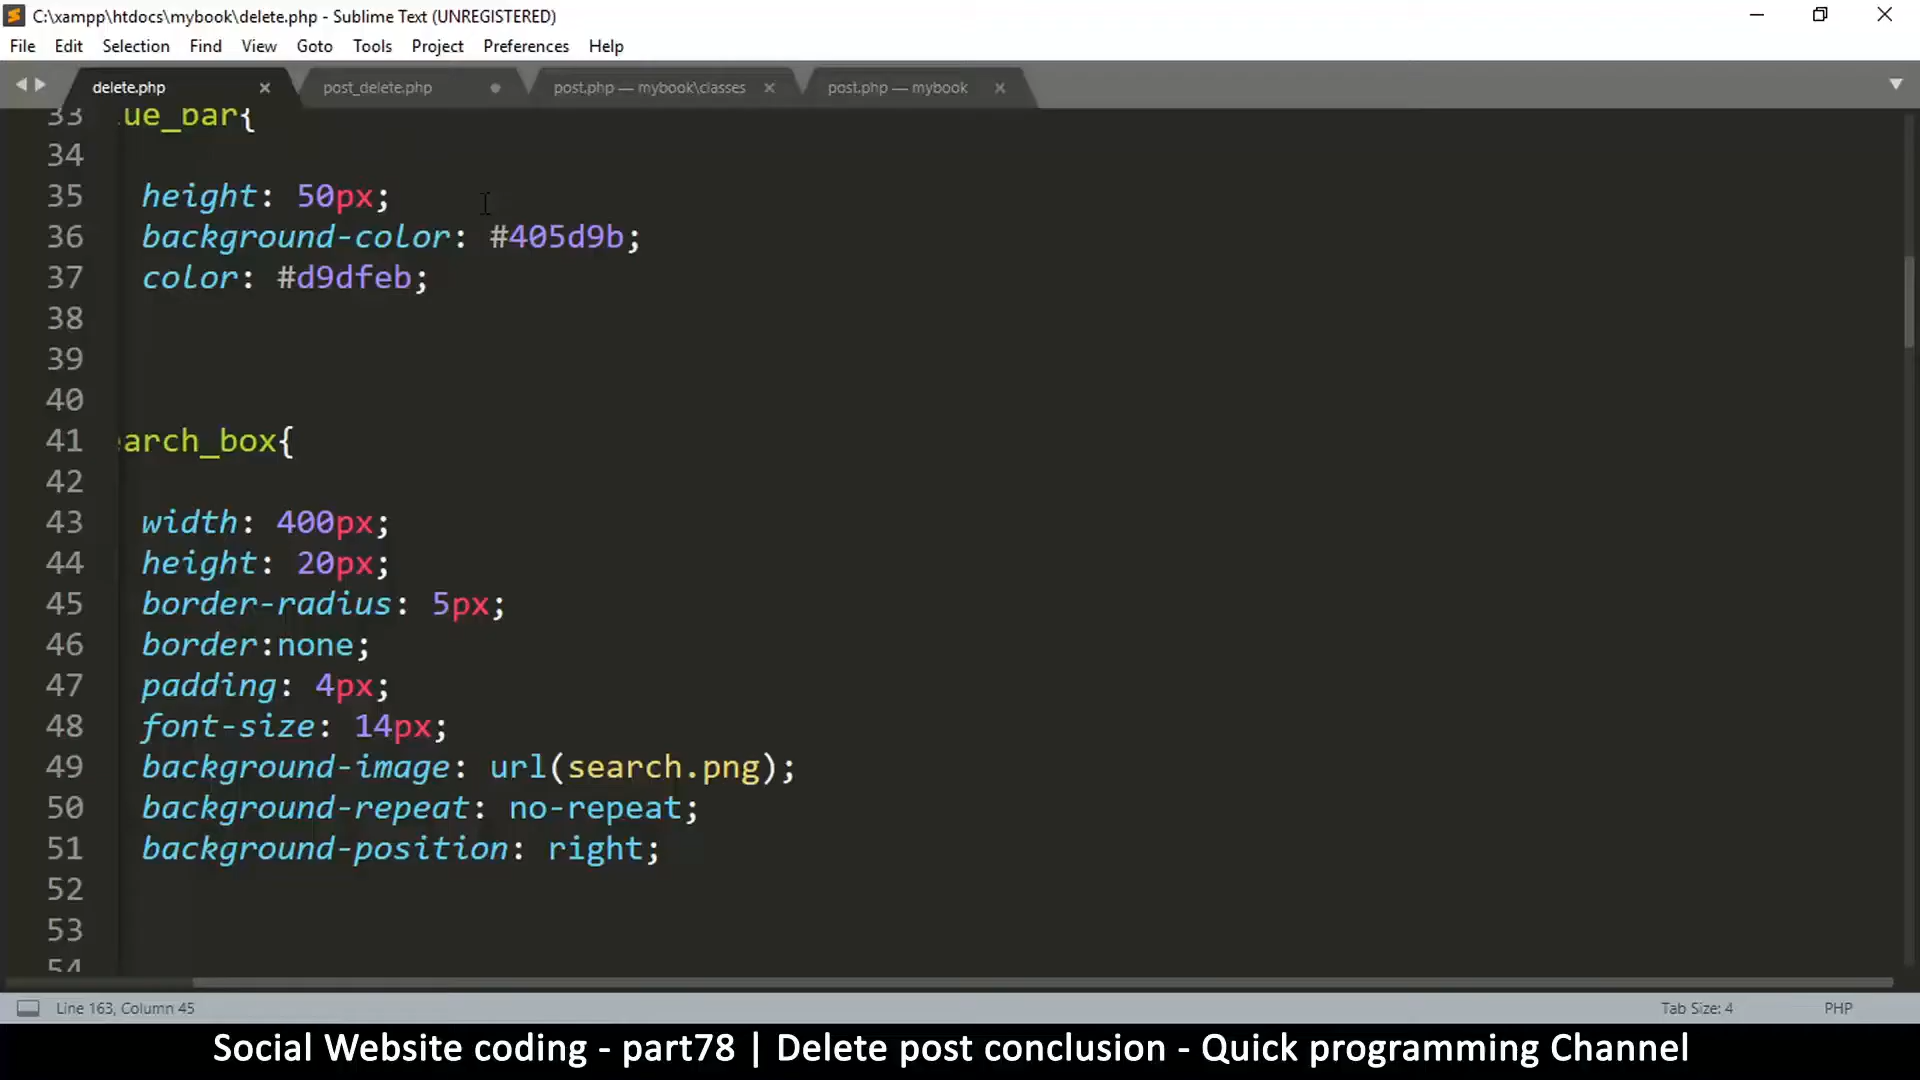 C:\xampp\htdocs\mybook\delete.php - Sublime Text (UNREGISTERED)
File Edit Selection Find View Goto Tools Project Preferences Help
delete.php post_delete.php post.php — mybook\classes post.php — mybook
33 ue_bar{
34
35 height: 50px;
36 background-color: #405d9b;
37 color: #d9dfeb;
38
39
40
41 earch_box{
42
43 width: 400px;
44 height: 20px;
45 border-radius: 5px;
46 border:none;
47 padding: 4px;
48 font-size: 14px;
49 background-image: url(search.png);
50 background-repeat: no-repeat;
51 background-position: right;
52
53
54
Line 163, Column 45 Tab Size: 4 PHP
Social Website coding - part78 | Delete post conclusion - Quick programming Channel